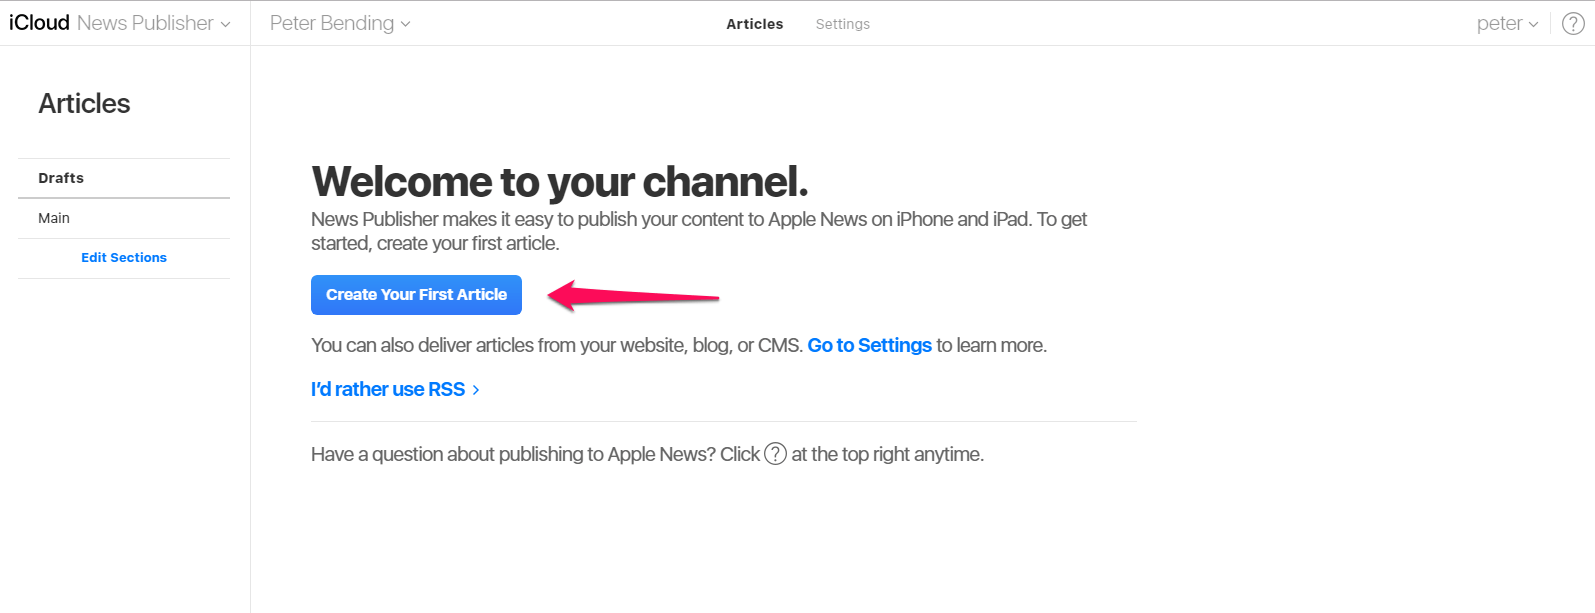 iCloud News Publisher
Peter Bending
Articles
Settings
peter
?
Articles
Drafts
Main
Edit Sections
Welcome to your channel.
News Publisher makes it easy to publish your content to Apple News on iPhone and iPad. To get
started, create your first article.
Create Your First Article
You can also deliver articles from your website, blog, or CMS. Go to Settings to learn more.
I’d rather use RSS >
Have a question about publishing to Apple News? Click ? at the top right anytime.